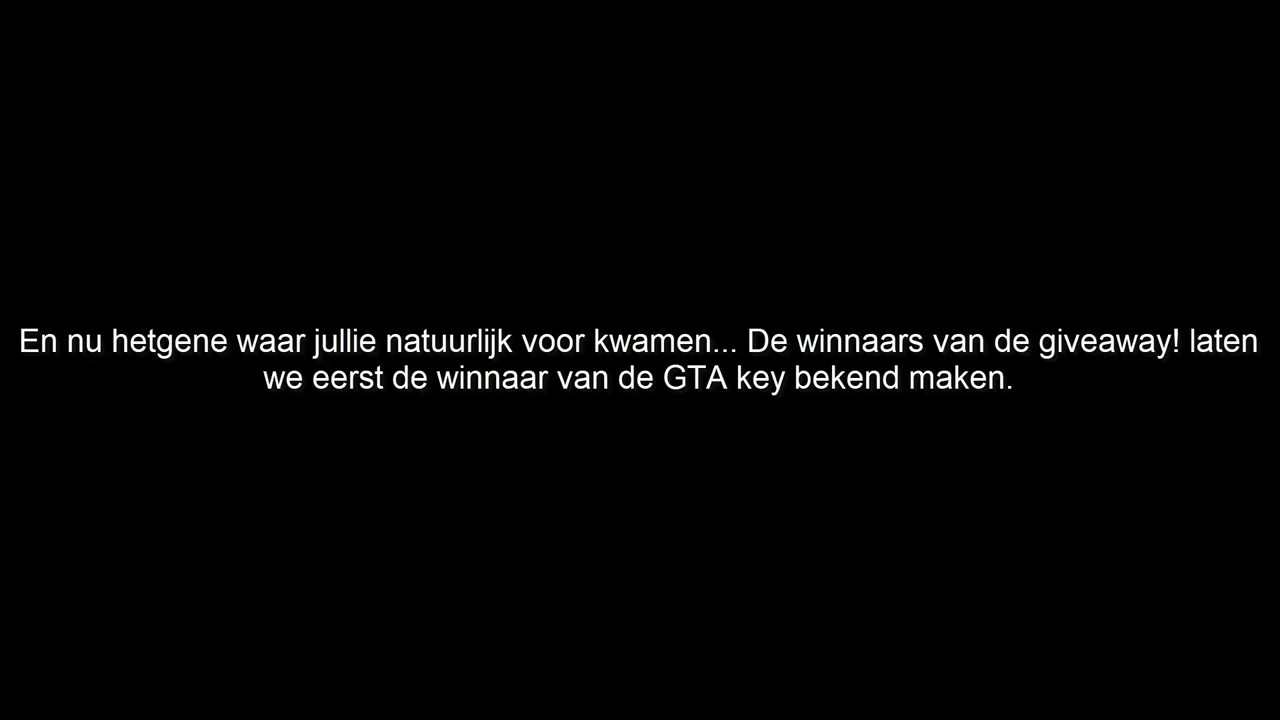 En nu hetgene waar jullie natuurlijk voor kwamen... De winnaars van de giveaway! laten
we eerst de winnaar van de GTA key bekend maken.